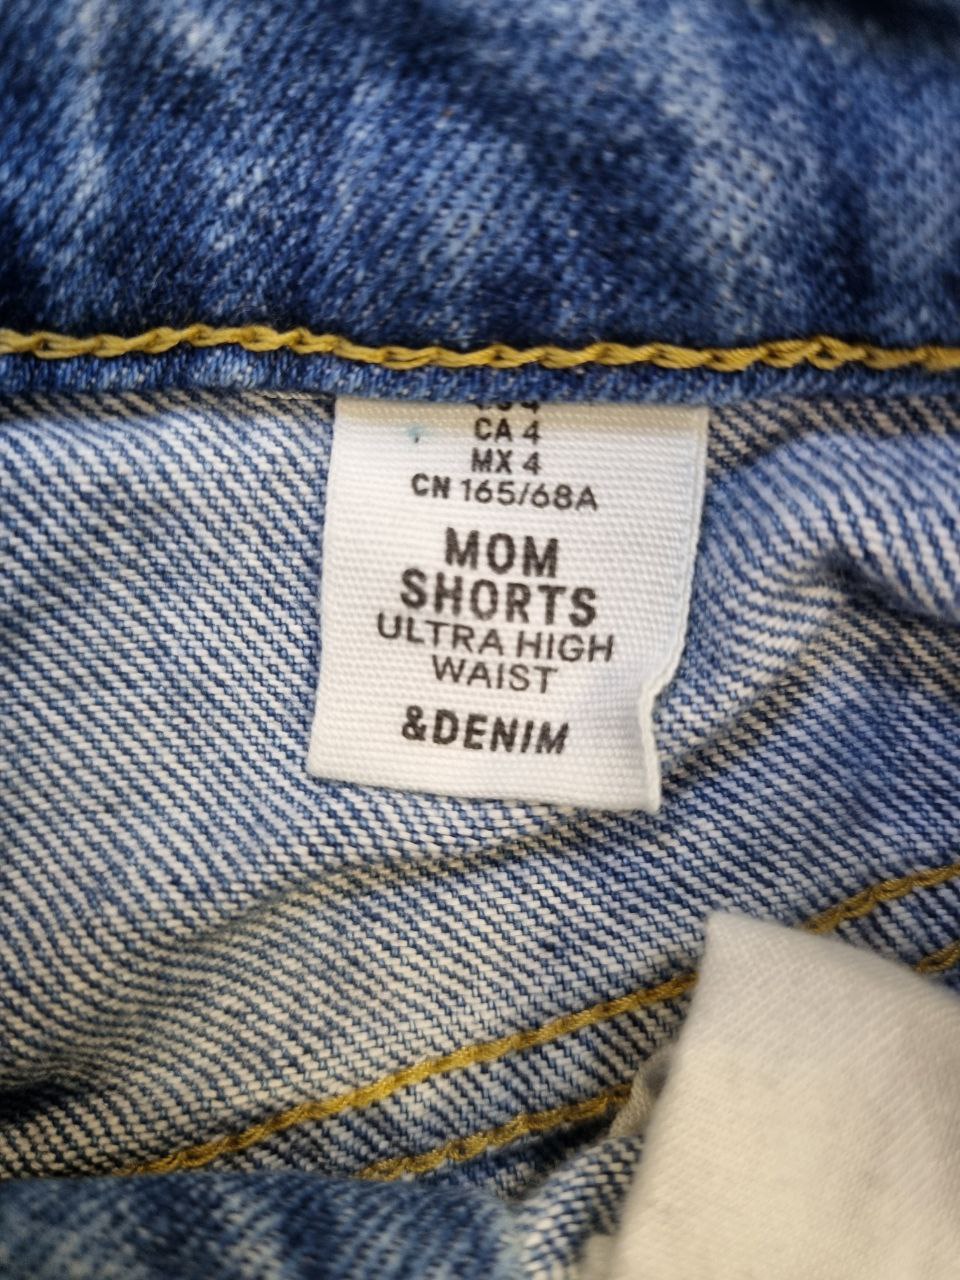 CA 4
MX 4
CN 165/68A
MOM
SHORTS
ULTRA HIGH
WAIST
&DENIM